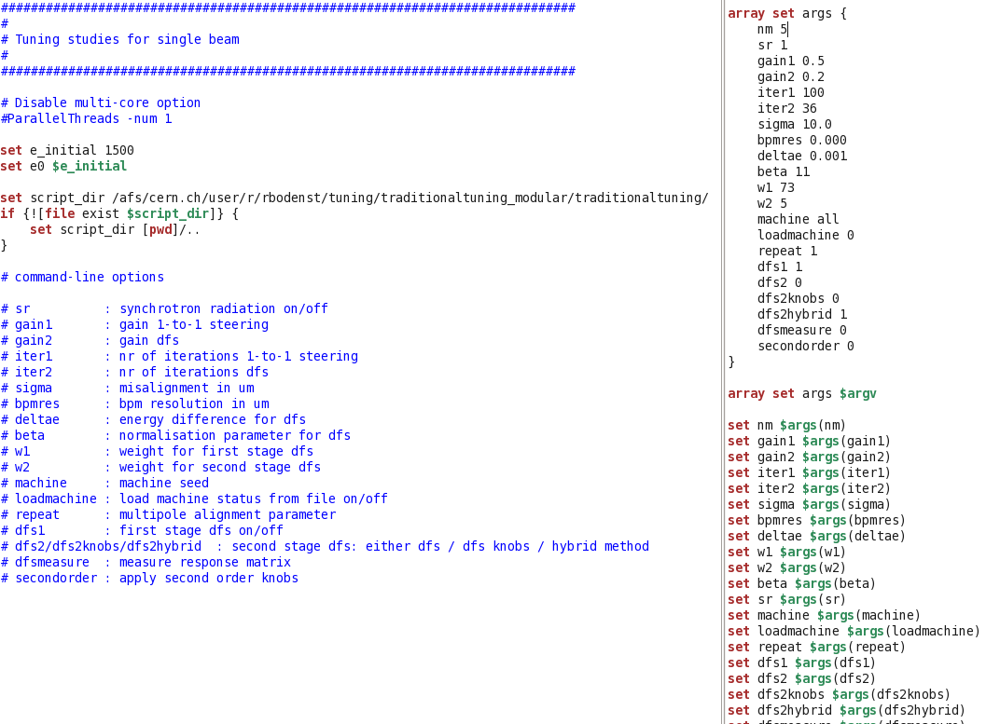 #############################################################################
#
# Tuning studies for single beam
#
#############################################################################
# Disable multi-core option
#ParallelThreads -num 1
set e_initial 1500
set e0 $e_initial
set script_dir /afs/cern.ch/user/r/rbodenst/tuning/traditionaltuning_modular/traditionaltuning/
if {![file exist $script_dir]} {
    set script_dir [pwd]/..
}
# command-line options
# sr          : synchrotron radiation on/off
# gain1       : gain 1-to-1 steering
# gain2       : gain dfs
# iter1       : nr of iterations 1-to-1 steering
# iter2       : nr of iterations dfs
# sigma       : misalignment in um
# bpmres      : bpm resolution in um
# deltae      : energy difference for dfs
# beta        : normalisation parameter for dfs
# w1          : weight for first stage dfs
# w2          : weight for second stage dfs
# machine     : machine seed
# loadmachine : load machine status from file on/off
# repeat      : multipole alignment parameter
# dfs1        : first stage dfs on/off
# dfs2/dfs2knobs/dfs2hybrid  : second stage dfs: either dfs / dfs knobs / hybrid method
# dfsmeasure  : measure response matrix
# secondorder : apply second order knobs
array set args {
    nm 5
    sr 1
    gain1 0.5
    gain2 0.2
    iter1 100
    iter2 36
    sigma 10.0
    bpmres 0.000
    deltae 0.001
    beta 11
    w1 73
    w2 5
    machine all
    loadmachine 0
    repeat 1
    dfs1 1
    dfs2 0
    dfs2knobs 0
    dfs2hybrid 1
    dfsmeasure 0
    secondorder 0
}
array set args $argv
set nm $args(nm)
set gain1 $args(gain1)
set gain2 $args(gain2)
set iter1 $args(iter1)
set iter2 $args(iter2)
set sigma $args(sigma)
set bpmres $args(bpmres)
set deltae $args(deltae)
set w1 $args(w1)
set w2 $args(w2)
set beta $args(beta)
set sr $args(sr)
set machine $args(machine)
set loadmachine $args(loadmachine)
set repeat $args(repeat)
set dfs1 $args(dfs1)
set dfs2 $args(dfs2)
set dfs2knobs $args(dfs2knobs)
set dfs2hybrid $args(dfs2hybrid)